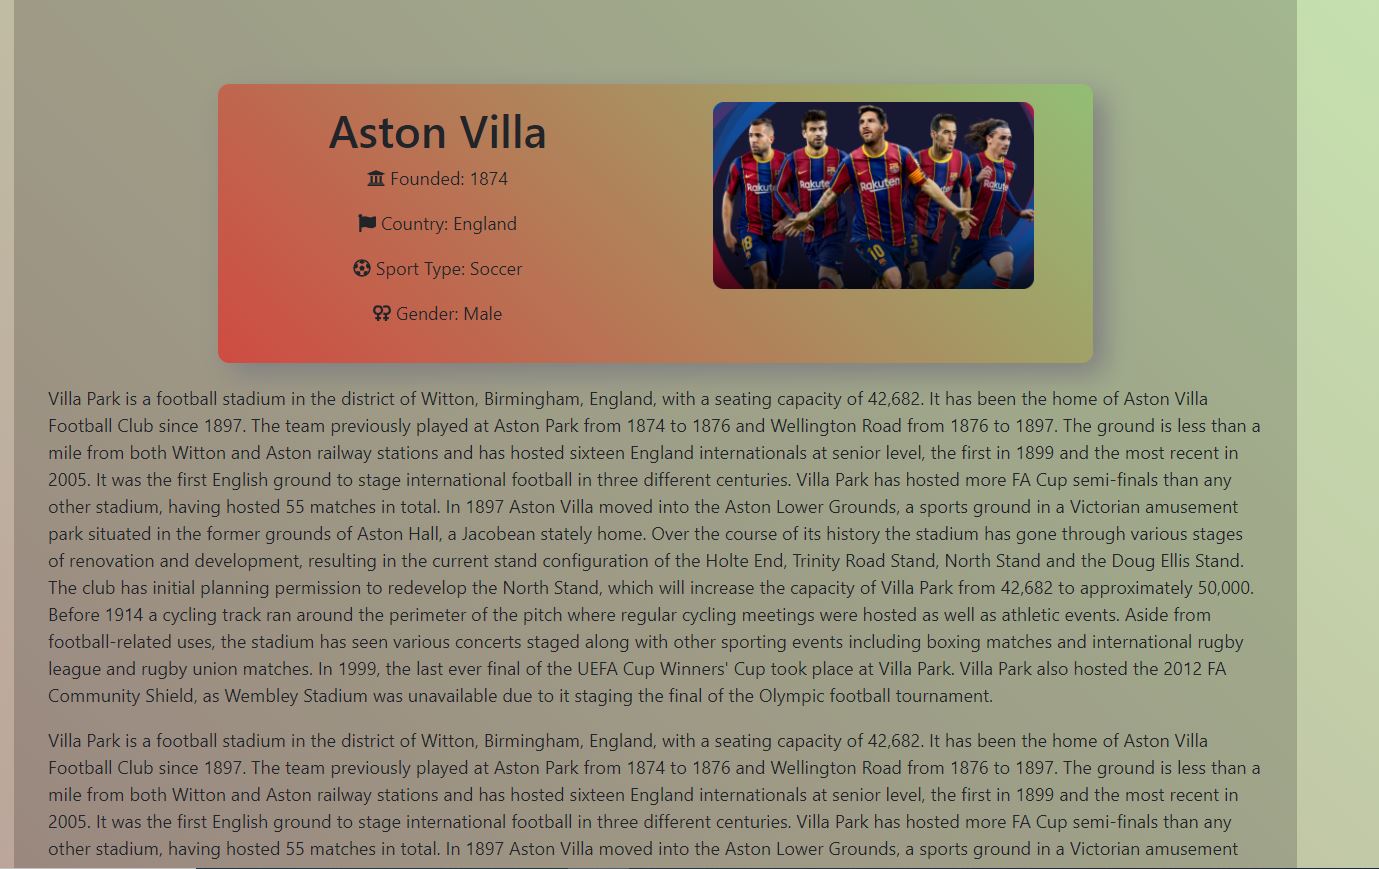 Aston Villa
Founded: 1874
Country: England
Sport Type: Soccer
Gender: Male
Rakuten
Rakuten
Rakuten
Rakuten
8
10
5
7
Villa Park is a football stadium in the district of Witton, Birmingham, England, with a seating capacity of 42,682. It has been the home of Aston Villa
Football Club since 1897. The team previously played at Aston Park from 1874 to 1876 and Wellington Road from 1876 to 1897. The ground is less than a
mile from both Witton and Aston railway stations and has hosted sixteen England internationals at senior level, the first in 1899 and the most recent in
2005. It was the first English ground to stage international football in three different centuries. Villa Park has hosted more FA Cup semi-finals than any
other stadium, having hosted 55 matches in total. In 1897 Aston Villa moved into the Aston Lower Grounds, a sports ground in a Victorian amusement
park situated in the former grounds of Aston Hall, a Jacobean stately home. Over the course of its history the stadium has gone through various stages
of renovation and development, resulting in the current stand configuration of the Holte End, Trinity Road Stand, North Stand and the Doug Ellis Stand.
The club has initial planning permission to redevelop the North Stand, which will increase the capacity of Villa Park from 42,682 to approximately 50,000.
Before 1914 a cycling track ran around the perimeter of the pitch where regular cycling meetings were hosted as well as athletic events. Aside from
football-related uses, the stadium has seen various concerts staged along with other sporting events including boxing matches and international rugby
league and rugby union matches. In 1999, the last ever final of the UEFA Cup Winners' Cup took place at Villa Park. Villa Park also hosted the 2012 FA
Community Shield, as Wembley Stadium was unavailable due to it staging the final of the Olympic football tournament.
Villa Park is a football stadium in the district of Witton, Birmingham, England, with a seating capacity of 42,682. It has been the home of Aston Villa
Football Club since 1897. The team previously played at Aston Park from 1874 to 1876 and Wellington Road from 1876 to 1897. The ground is less than a
mile from both Witton and Aston railway stations and has hosted sixteen England internationals at senior level, the first in 1899 and the most recent in
2005. It was the first English ground to stage international football in three different centuries. Villa Park has hosted more FA Cup semi-finals than any
other stadium, having hosted 55 matches in total. In 1897 Aston Villa moved into the Aston Lower Grounds, a sports ground in a Victorian amusement